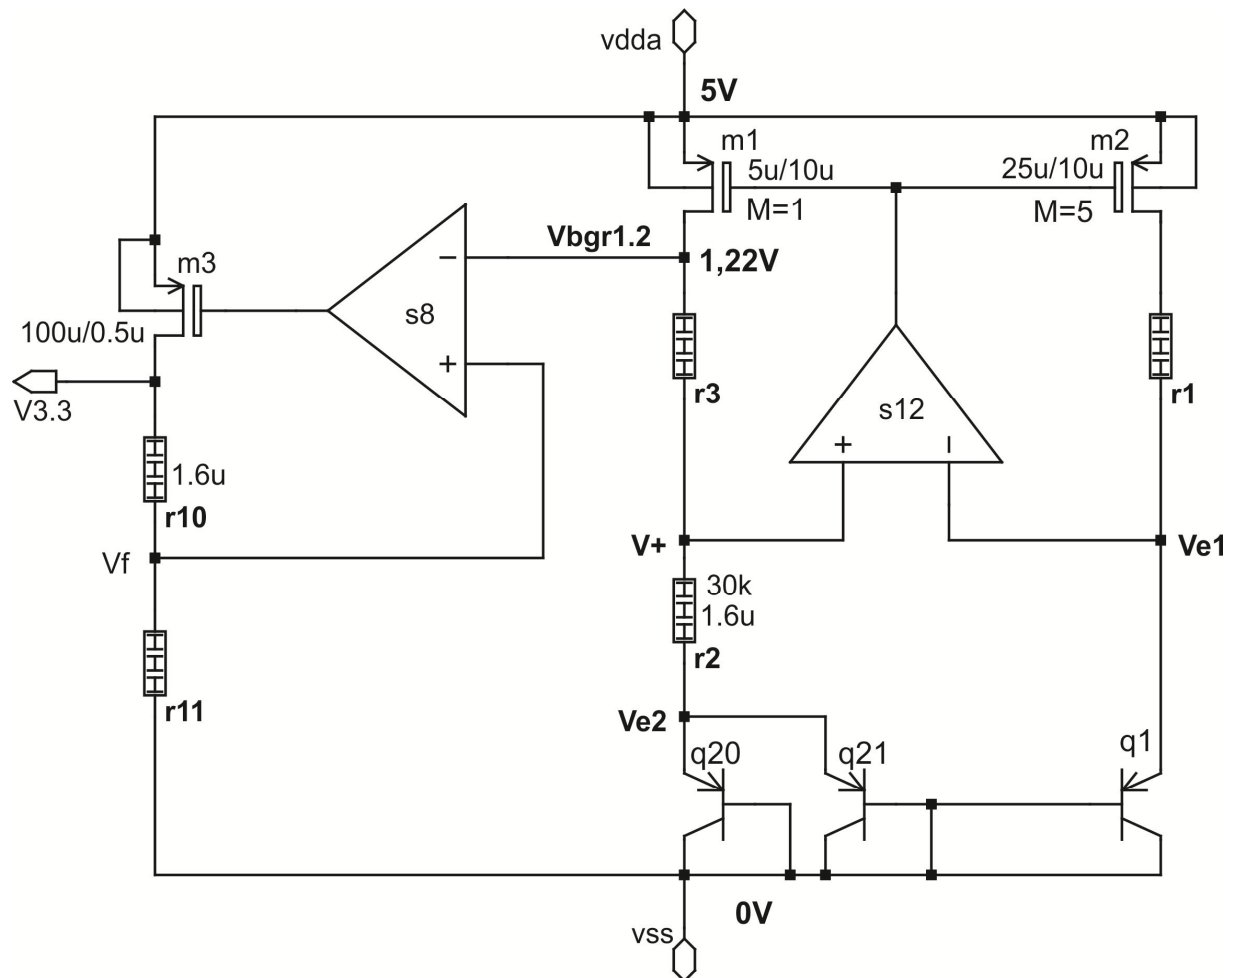 vdda
5V
m1
m2
5u/10u
25u/10u
M=1
M=5
Vbgr1.2
1,22V
m3
s8
−
+
100u/0.5u
V3.3
r3
r1
s12
+
−
1.6u
r10
V+
Ve1
Vf
30k
1.6u
r2
r11
Ve2
q20
q21
q1
0V
vss